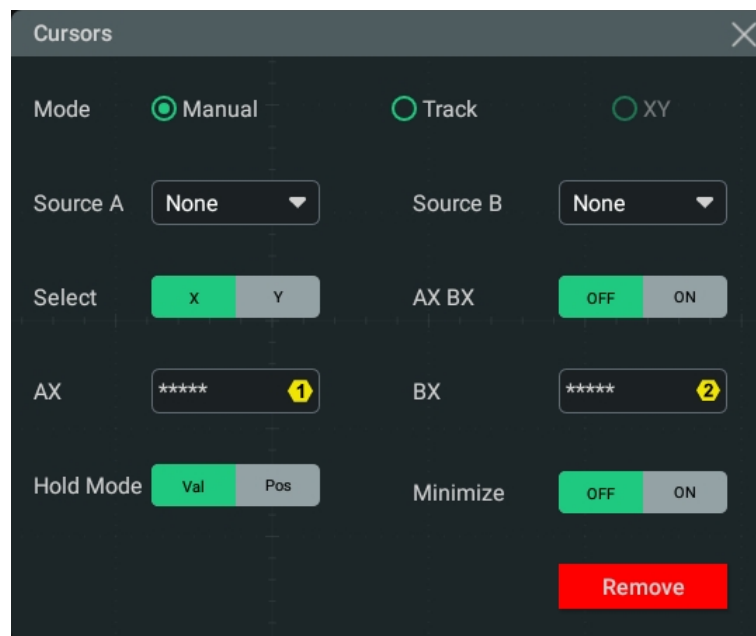 Cursors
Mode Manual Track XY
Source A None Source B None
Select X Y AX BX OFF ON
AX ***** 1 BX ***** 2
Hold Mode Val Pos Minimize OFF ON
Remove